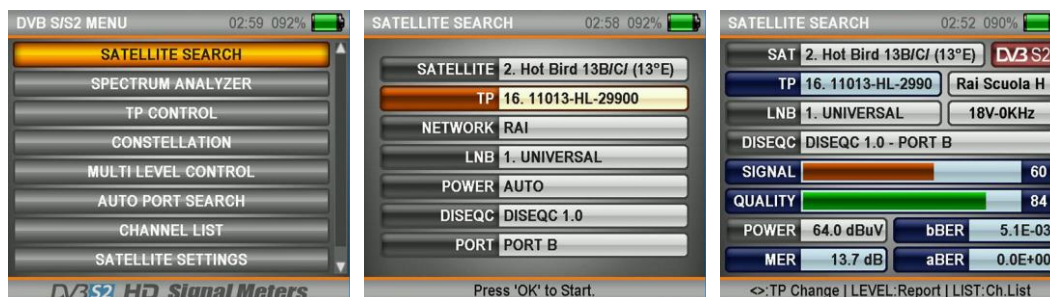 DVB S/S2 MENU 02:59 092%
SATELLITE SEARCH
SPECTRUM ANALYZER
TP CONTROL
CONSTELLATION
MULTI LEVEL CONTROL
AUTO PORT SEARCH
CHANNEL LIST
SATELLITE SETTINGS
DVB S2 HD Signal Meters
SATELLITE SEARCH 02:58 092%
SATELLITE 2. Hot Bird 13B/C/ (13°E)
TP 16. 11013-HL-29900
NETWORK RAI
LNB 1. UNIVERSAL
POWER AUTO
DISEQC DISEQC 1.0
PORT PORT B
Press 'OK' to Start.
SATELLITE SEARCH 02:52 090%
SAT 2. Hot Bird 13B/C/ (13°E) DVB S2
TP 16. 11013-HL-2990 Rai Scuola H
LNB 1. UNIVERSAL 18V-0KHz
DISEQC DISEQC 1.0 - PORT B
SIGNAL 60
QUALITY 84
POWER 64.0 dBuV bBER 5.1E-03
MER 13.7 dB aBER 0.0E+00
<>:TP Change | LEVEL:Report | LIST:Ch.List